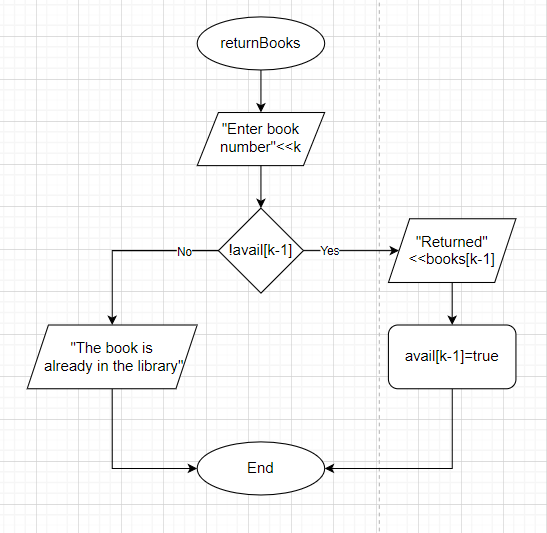 returnBooks
"Enter book
number"<<k
!avail[k-1]
No
Yes
"Returned"
<<books[k-1]
"The book is
already in the library"
avail[k-1]=true
End